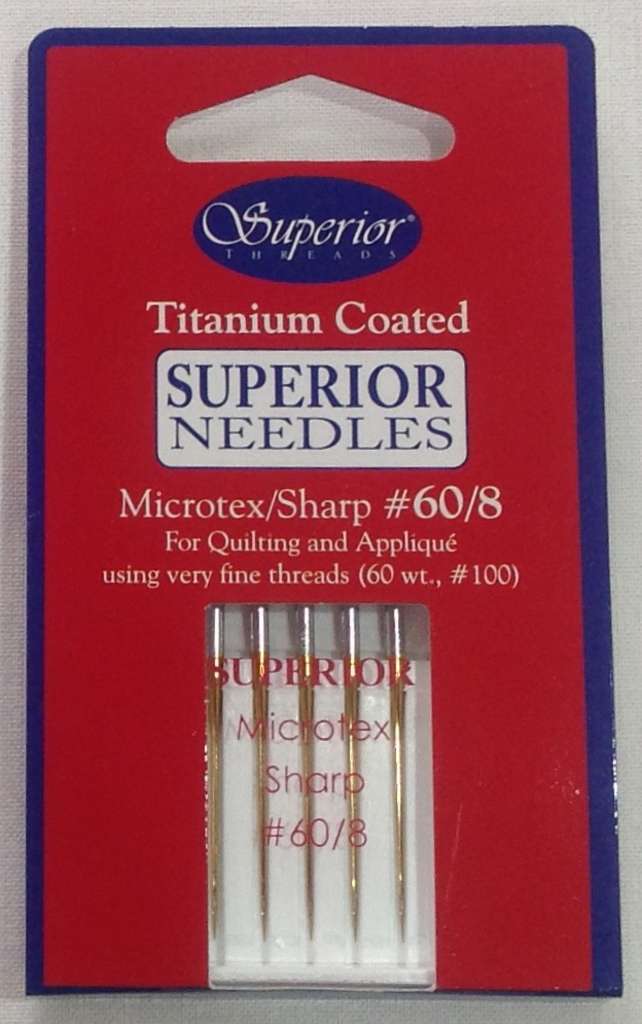 Superior®
THREADS
Titanium Coated
SUPERIOR
NEEDLES
Microtex/Sharp #60/8
For Quilting and Appliqué
using very fine threads (60 wt., #100)
SUPERIOR
Microtex
Sharp
#60/8